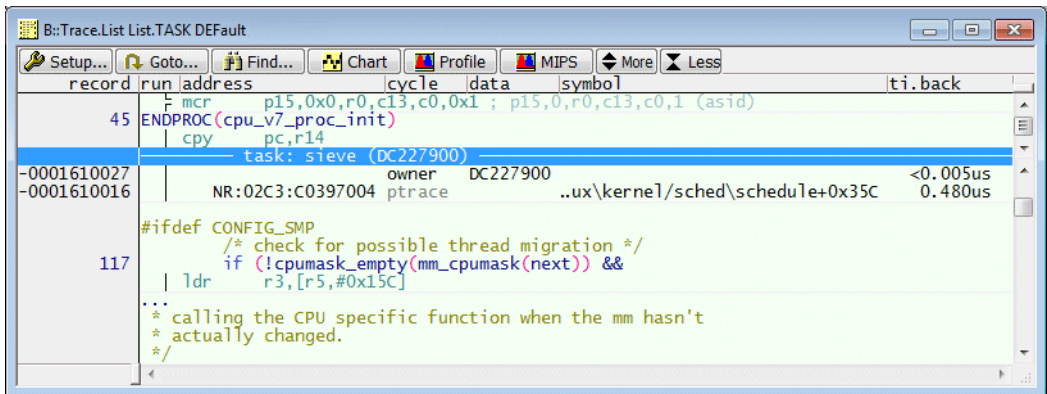 B::Trace.List List.TASK DEFault
Setup... Goto... Find... Chart Profile MIPS More Less
record run address cycle data symbol ti.back
mcr p15,0x0,r0,c13,c0,0x1 ; p15,0,r0,c13,c0,1 (asid)
45 ENDPROC(cpu_v7_proc_init)
cpy pc,r14
task: sieve (DC227900)
-0001610027 owner DC227900 <0.005us
-0001610016 NR:02C3:C0397004 ptrace ..ux\kernel/sched\schedule+0x35C 0.480us
#ifdef CONFIG_SMP
/* check for possible thread migration */
117 if (!cpumask_empty(mm_cpumask(next)) &&
ldr r3,[r5,#0x15C]
...
* calling the CPU specific function when the mm hasn't
* actually changed.
*/